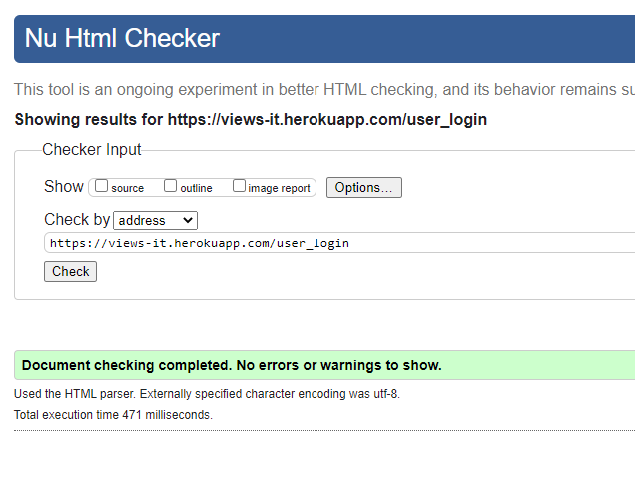 Nu Html Checker
This tool is an ongoing experiment in better HTML checking, and its behavior remains su
Showing results for https://views-it.herokuapp.com/user_login
Checker Input
Show source outline image report Options...
Check by address
https://views-it.herokuapp.com/user_login
Check
Document checking completed. No errors or warnings to show.
Used the HTML parser. Externally specified character encoding was utf-8.
Total execution time 471 milliseconds.